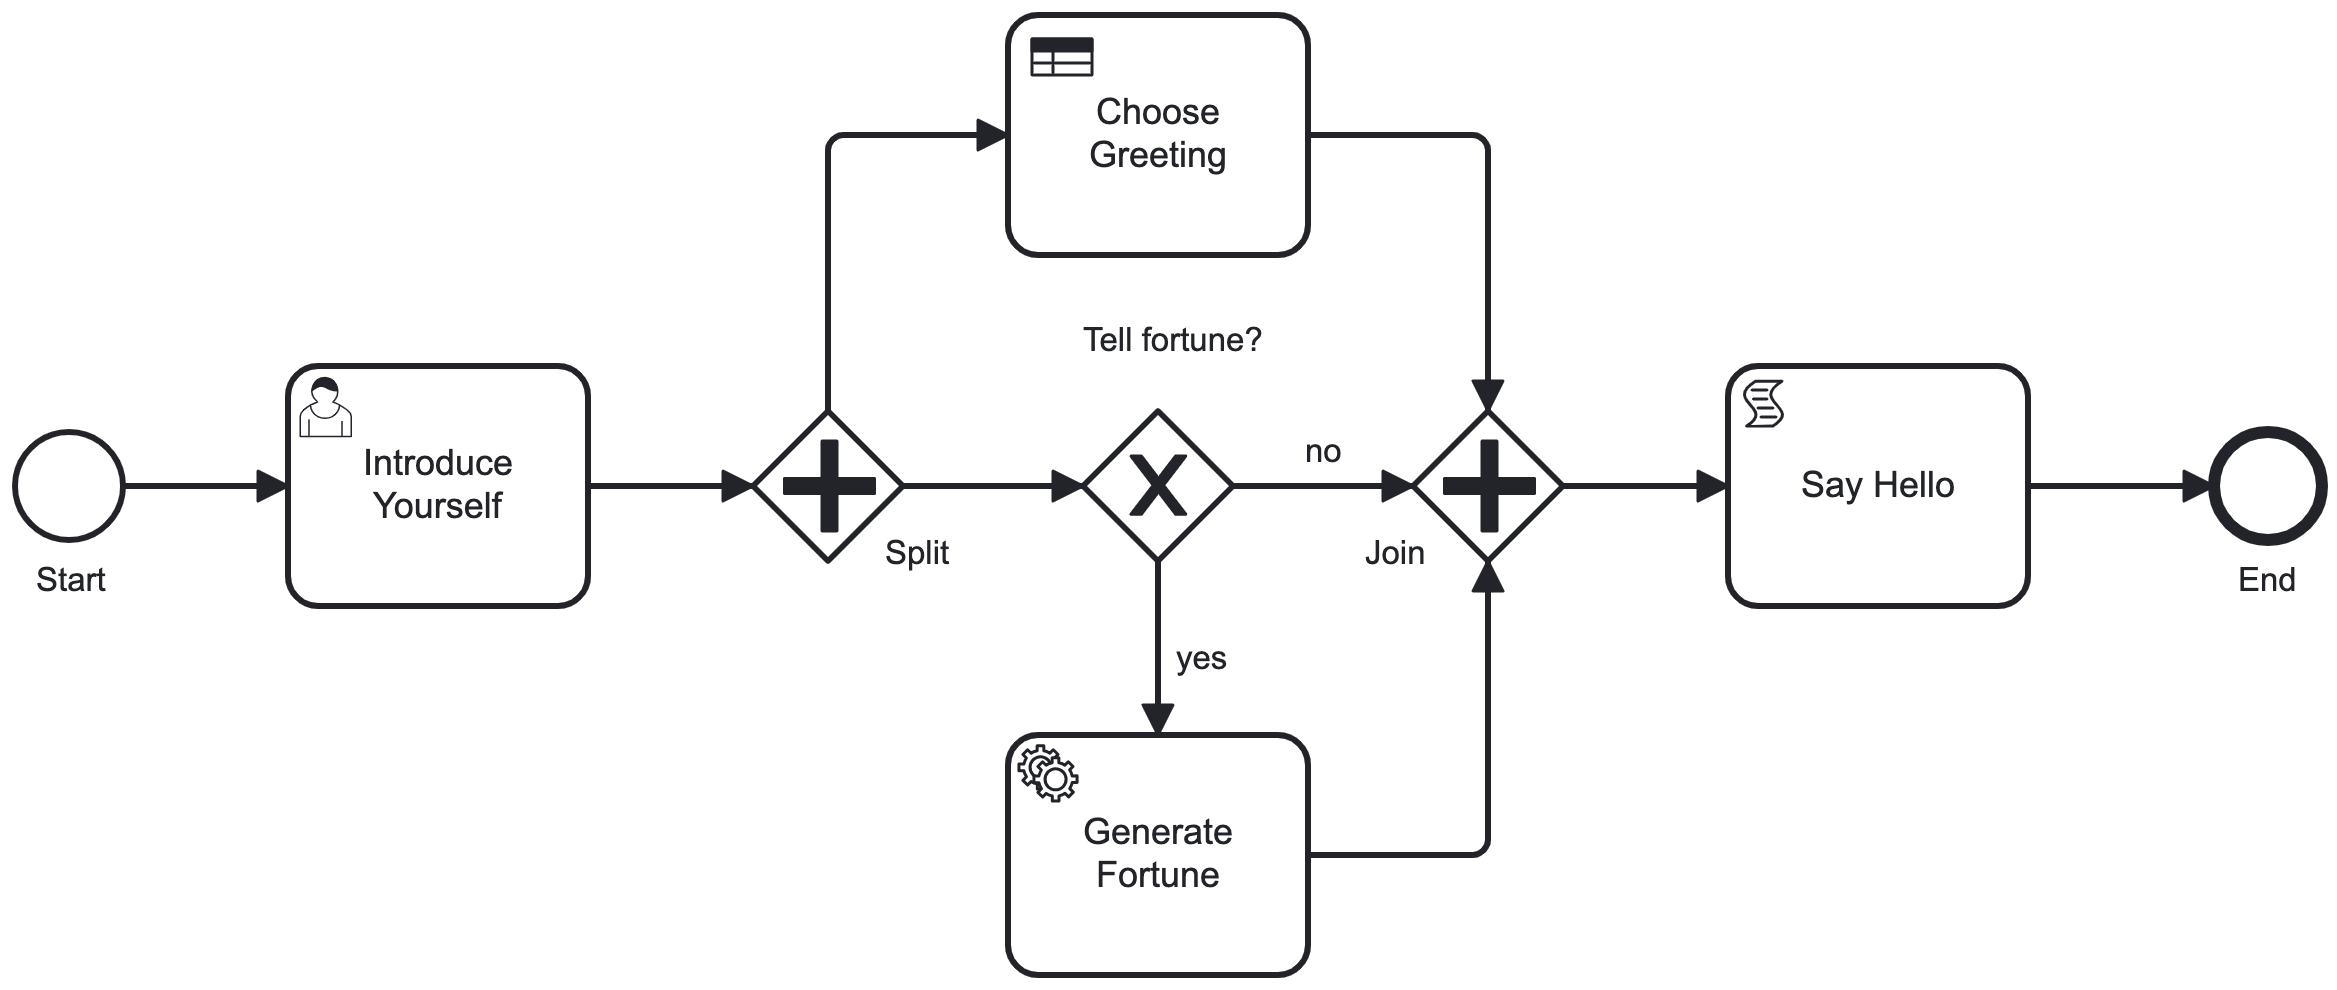 Choose
Greeting
Tell fortune?
Introduce
Yourself
Start
Split
no
Join
yes
Generate
Fortune
Say Hello
End